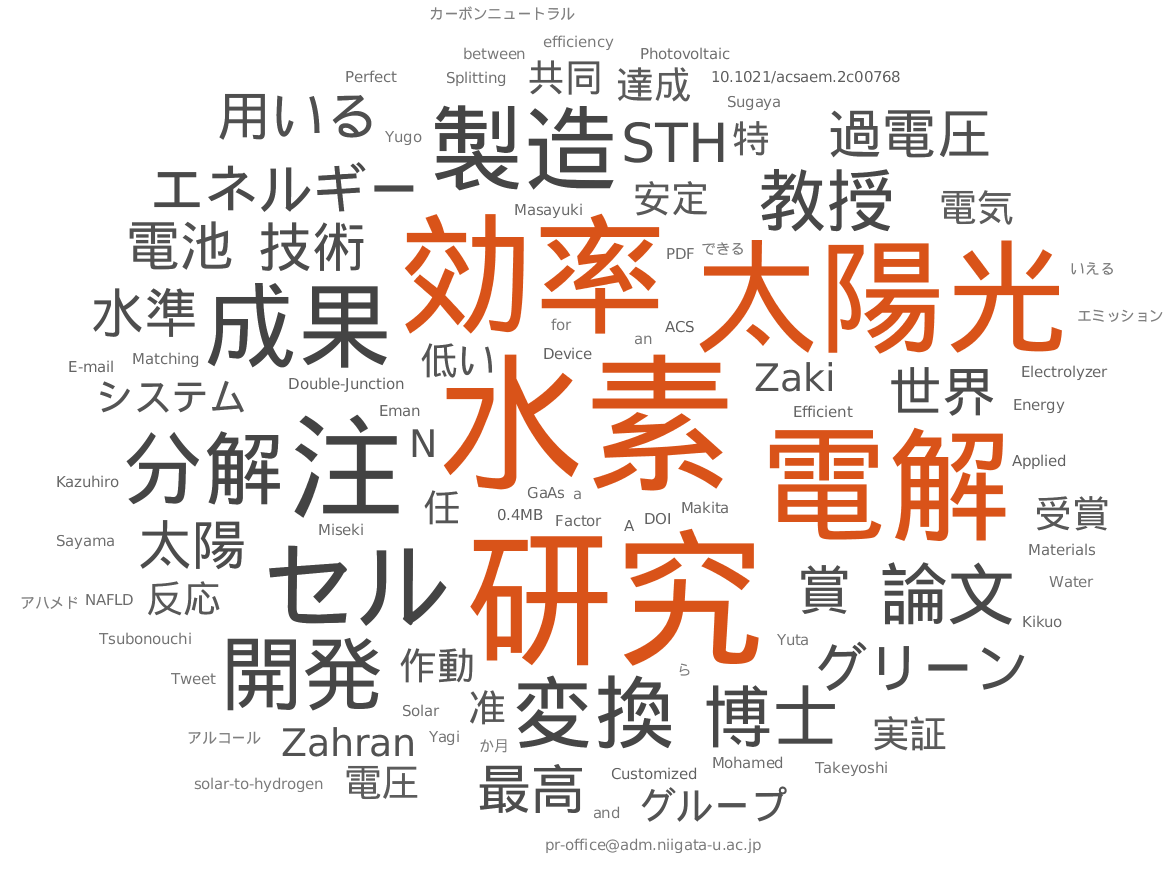 カーボンニュートラル
efficiency
between
Photovoltaic
Perfect
Splitting
共同
達成
10.1021/acsaem.2c00768
Sugaya
用いる
Yugo
製造
STH
特
過電圧
エネルギー
安定
教授
電気
Masayuki
電池
技術
効率
PDF
できる
太陽光
いえる
水準
成果
for
an
ACS
エミッション
E-mail
Matching
低い
Device
Double-Junction
システム
Zaki
世界
Electrolyzer
Eman
水素
Efficient
Energy
分解
注
N
電解
Applied
Kazuhiro
任
GaAs
a
0.4MB
Factor
A
DOI
Makita
受賞
Sayama
太陽
Miseki
Materials
アハメド
NAFLD
反応
セル
研究
賞
論文
Water
Kikuo
Tsubonouchi
Yuta
Tweet
開発
作動
ら
グリーン
Solar
准
変換
博士
実証
アルコール
Zahran
Yagi
か月
solar-to-hydrogen
電圧
最高
Customized
Mohamed
Takeyoshi
and
グループ
pr-office@adm.niigata-u.ac.jp